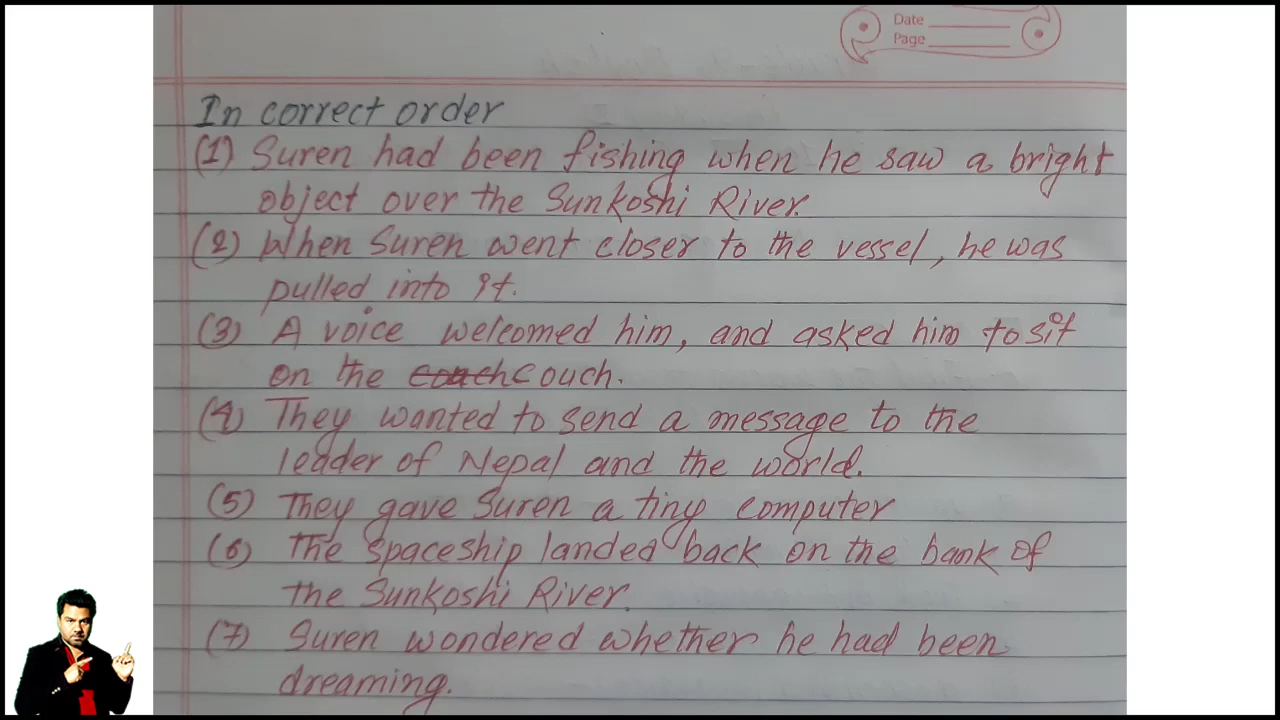 Date
Page
In correct order
(1) Suren had been fishing when he saw a bright
object over the Sunkoshi River.
(2) When Suren went closer to the vessel, he was
pulled into it.
(3) A voice welcomed him, and asked him to sit
on the couch.
(4) They wanted to send a message to the
leader of Nepal and the world.
(5) They gave Suren a tiny computer
(6) The spaceship landed back on the bank of
the Sunkoshi River.
(7) Suren wondered whether he had been
dreaming.